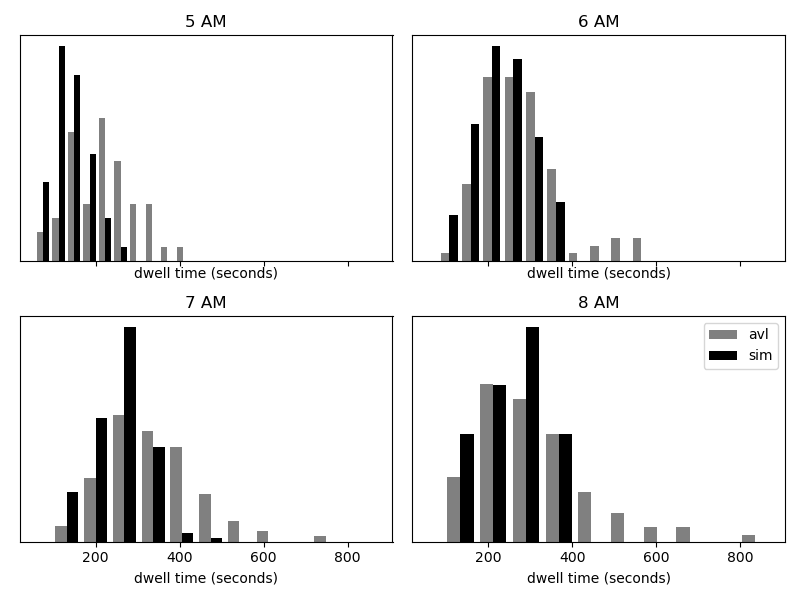 5 AM
6 AM
dwell time (seconds)
dwell time (seconds)
7 AM
8 AM
avl
sim
200 400 600 800
200 400 600 800
dwell time (seconds)
dwell time (seconds)